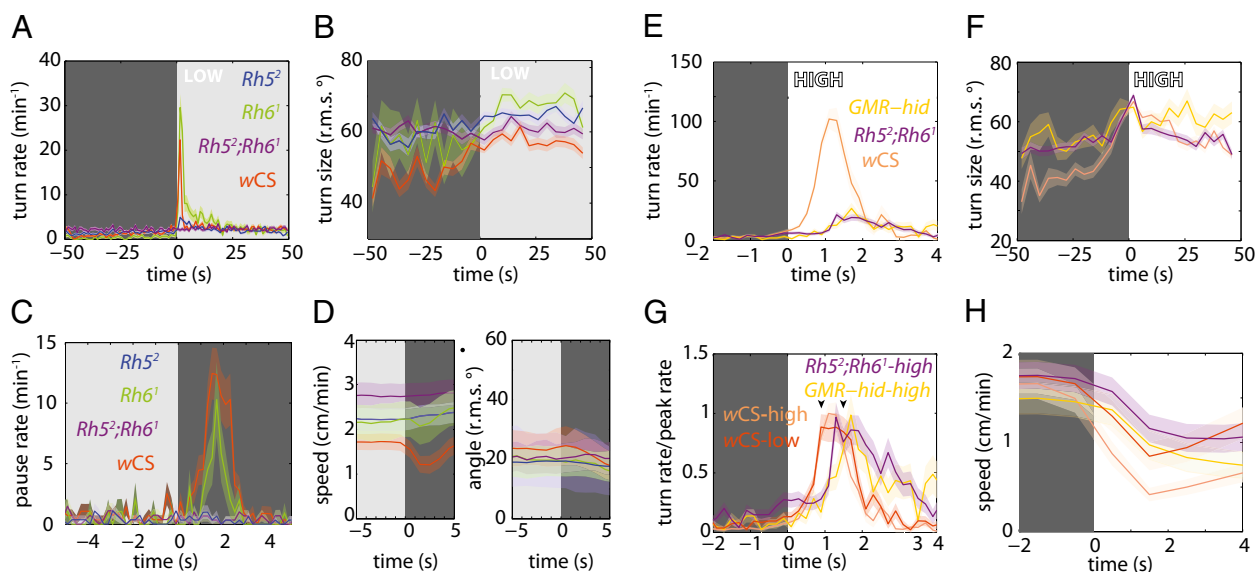 A
turn rate (min⁻¹)
40
30
20
10
0
LOW
Rh5²
Rh6¹
Rh5²;Rh6¹
wCS
−50 −25 0 25 50
time (s)
B
turn size (r.m.s. °)
80
60
40
LOW
−50 −25 0 25 50
time (s)
C
pause rate (min⁻¹)
15
10
5
0
Rh5²
Rh6¹
Rh5²;Rh6¹
wCS
−4 −2 0 2 4
time (s)
D
speed (cm/min)
4
3
2
1
0
−5 0 5
time (s)
angle (r.m.s. °)
60
40
20
0
−5 0 5
time (s)
E
turn rate (min⁻¹)
150
100
50
0
HIGH
GMR−hid
Rh5²;Rh6¹
wCS
−2 −1 0 1 2 3 4
time (s)
F
turn size (r.m.s. °)
80
60
40
20
HIGH
−50 −25 0 25 50
time (s)
G
turn rate/peak rate
1.5
1
0.5
0
Rh5²;Rh6¹-high
GMR−hid-high
wCS-high
wCS-low
−2 −1 0 1 2 3 4
time (s)
H
speed (cm/min)
2
1
0
−2 0 2 4
time (s)